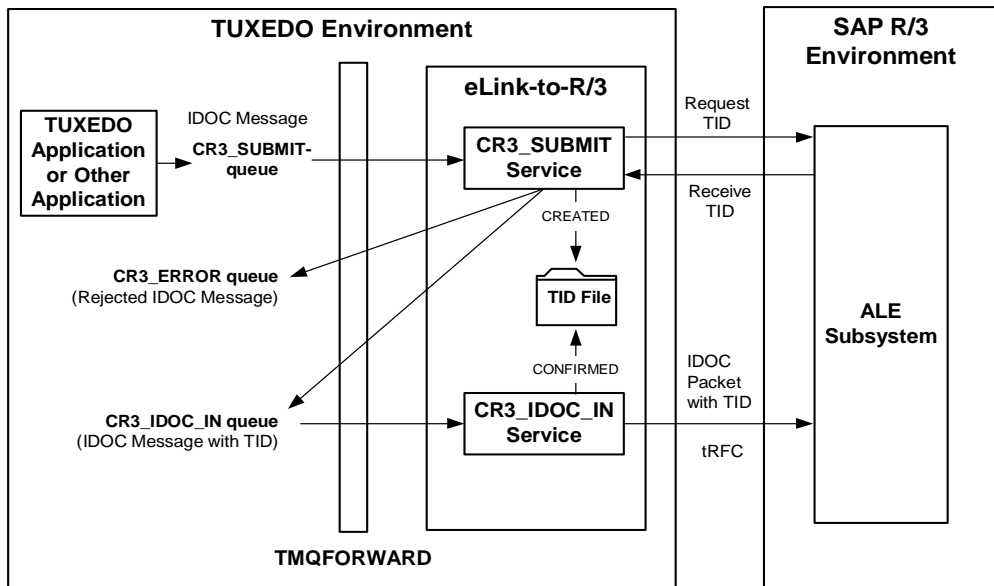 TUXEDO Environment
SAP R/3
Environment
eLink-to-R/3
TUXEDO
Application
or Other
Application
IDOC Message
CR3_SUBMIT-
queue
CR3_SUBMIT
Service
Request
TID
Receive
TID
CREATED
CR3_ERROR queue
(Rejected IDOC Message)
TID File
ALE
Subsystem
CONFIRMED
IDOC
Packet
with TID
CR3_IDOC_IN queue
(IDOC Message with TID)
CR3_IDOC_IN
Service
tRFC
TMQFORWARD